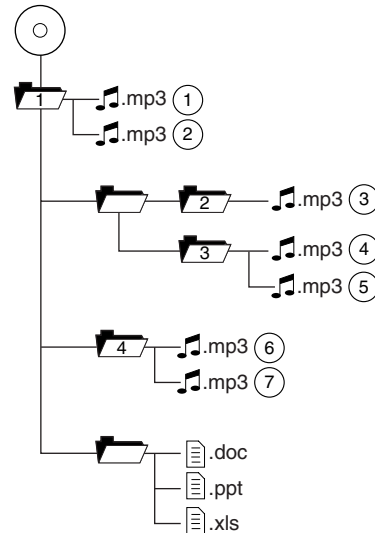 1 .mp3 1
.mp3 2
2 .mp3 3
3 .mp3 4
.mp3 5
4 .mp3 6
.mp3 7
.doc
.ppt
.xls